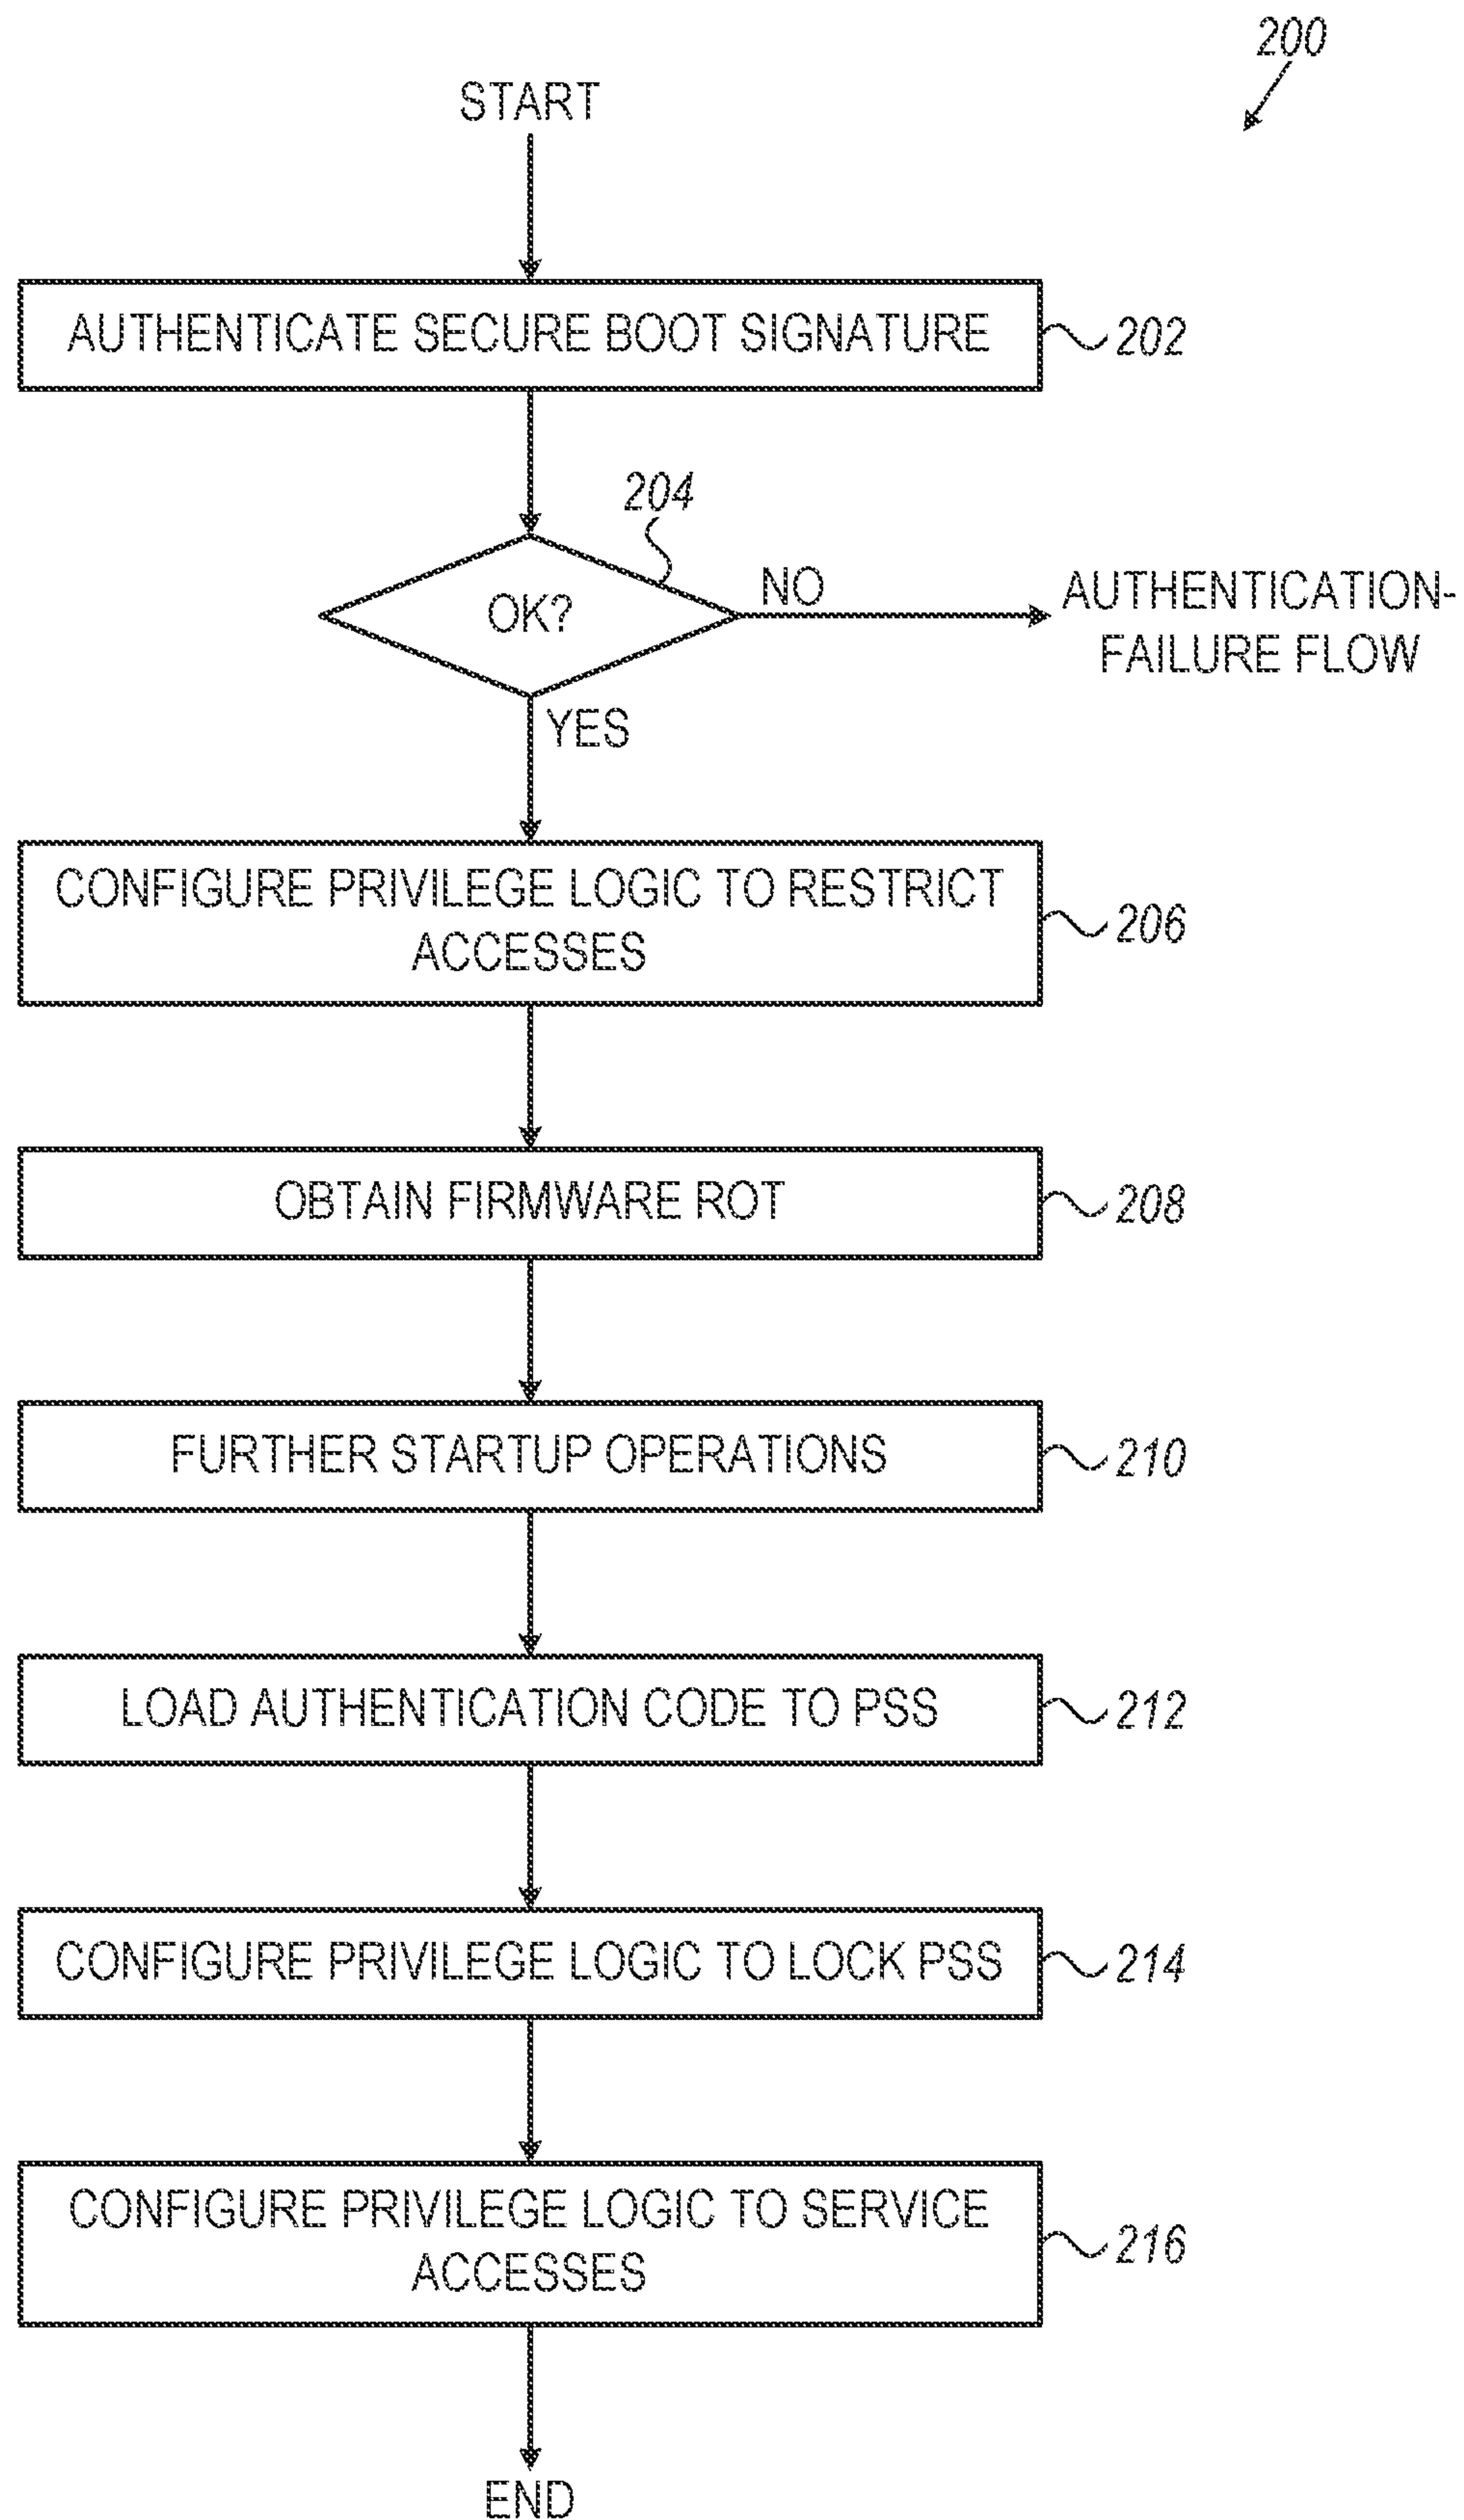 200
START
AUTHENTICATE SECURE BOOT SIGNATURE
202
204
OK?
NO
AUTHENTICATION-
FAILURE FLOW
YES
CONFIGURE PRIVILEGE LOGIC TO RESTRICT
ACCESSES
206
OBTAIN FIRMWARE ROT
208
FURTHER STARTUP OPERATIONS
210
LOAD AUTHENTICATION CODE TO PSS
212
CONFIGURE PRIVILEGE LOGIC TO LOCK PSS
214
CONFIGURE PRIVILEGE LOGIC TO SERVICE
ACCESSES
216
END